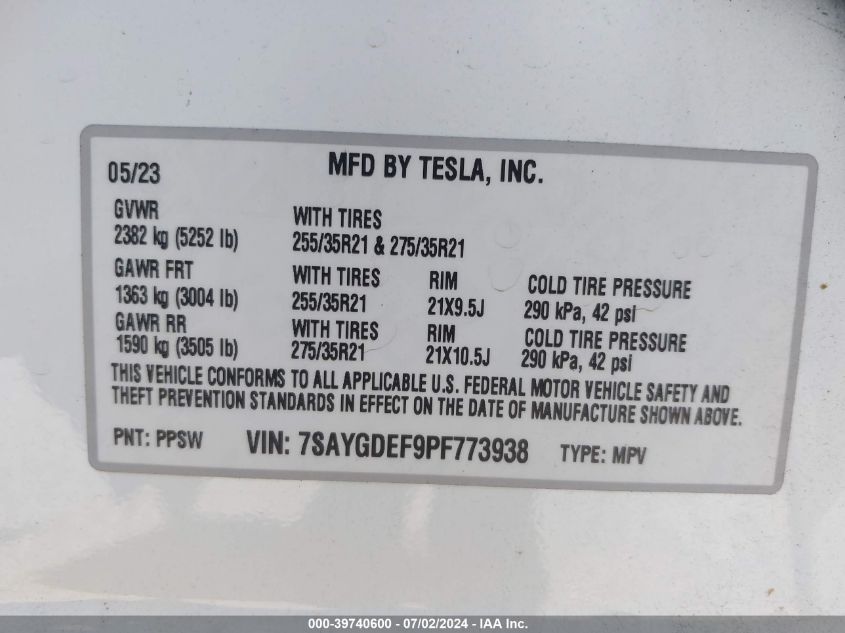 05/23 MFD BY TESLA, INC.
GVWR
2382 kg (5252 lb)
WITH TIRES
255/35R21 & 275/35R21
GAWR FRT
1363 kg (3004 lb)
WITH TIRES
255/35R21
RIM
21X9.5J
COLD TIRE PRESSURE
290 kPa, 42 psi
GAWR RR
1590 kg (3505 lb)
WITH TIRES
275/35R21
RIM
21X10.5J
COLD TIRE PRESSURE
290 kPa, 42 psi
THIS VEHICLE CONFORMS TO ALL APPLICABLE U.S. FEDERAL MOTOR VEHICLE SAFETY AND
THEFT PREVENTION STANDARDS IN EFFECT ON THE DATE OF MANUFACTURE SHOWN ABOVE.
PNT: PPSW VIN: 7SAYGDEF9PF773938 TYPE: MPV
000-39740600 - 07/02/2024 - IAA Inc.